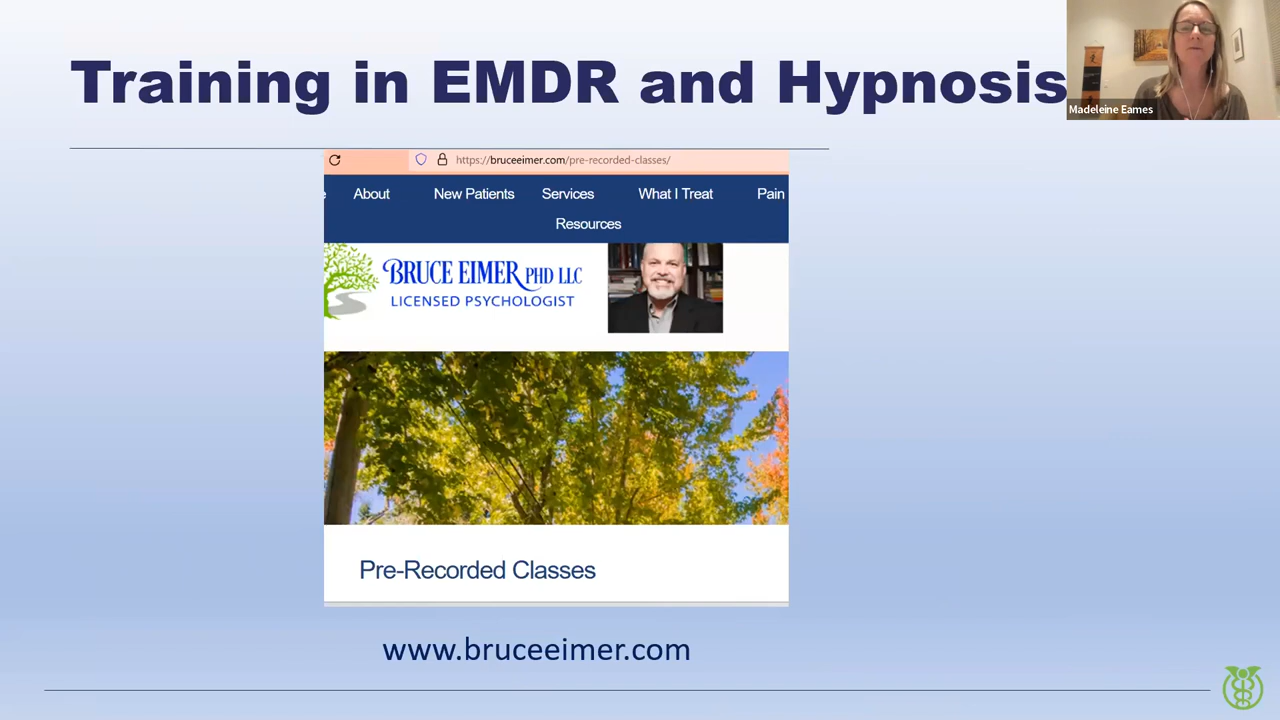 Training in EMDR and Hypnosis
Madeleine Eames
https://bruceeimer.com/pre-recorded-classes/
e About New Patients Services What I Treat Pain
Resources
BRUCE EIMER PHD LLC
LICENSED PSYCHOLOGIST
Pre-Recorded Classes
www.bruceeimer.com